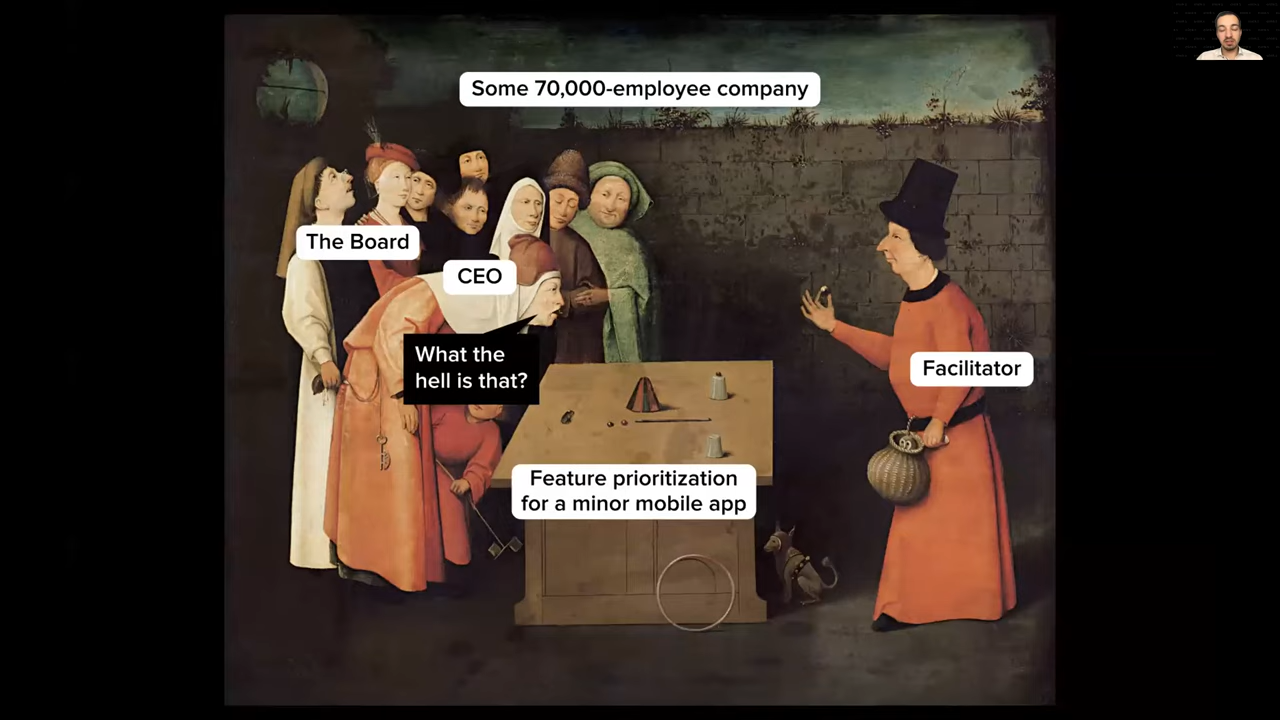 Some 70,000-employee company
The Board
CEO
What the
hell is that?
Facilitator
Feature prioritization
for a minor mobile app